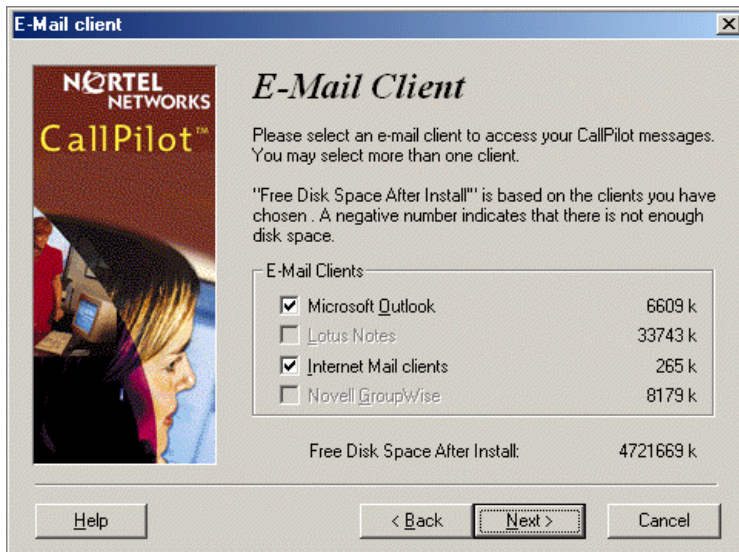 E-Mail client
NORTEL
NETWORKS
CallPilot™
E-Mail Client
Please select an e-mail client to access your CallPilot messages.
You may select more than one client.
"Free Disk Space After Install"' is based on the clients you have
chosen . A negative number indicates that there is not enough
disk space.
E-Mail Clients
Microsoft Outlook 6609 k
Lotus Notes 33743 k
Internet Mail clients 265 k
Novell GroupWise 8179 k
Free Disk Space After Install: 4721669 k
Help
< Back
Next >
Cancel